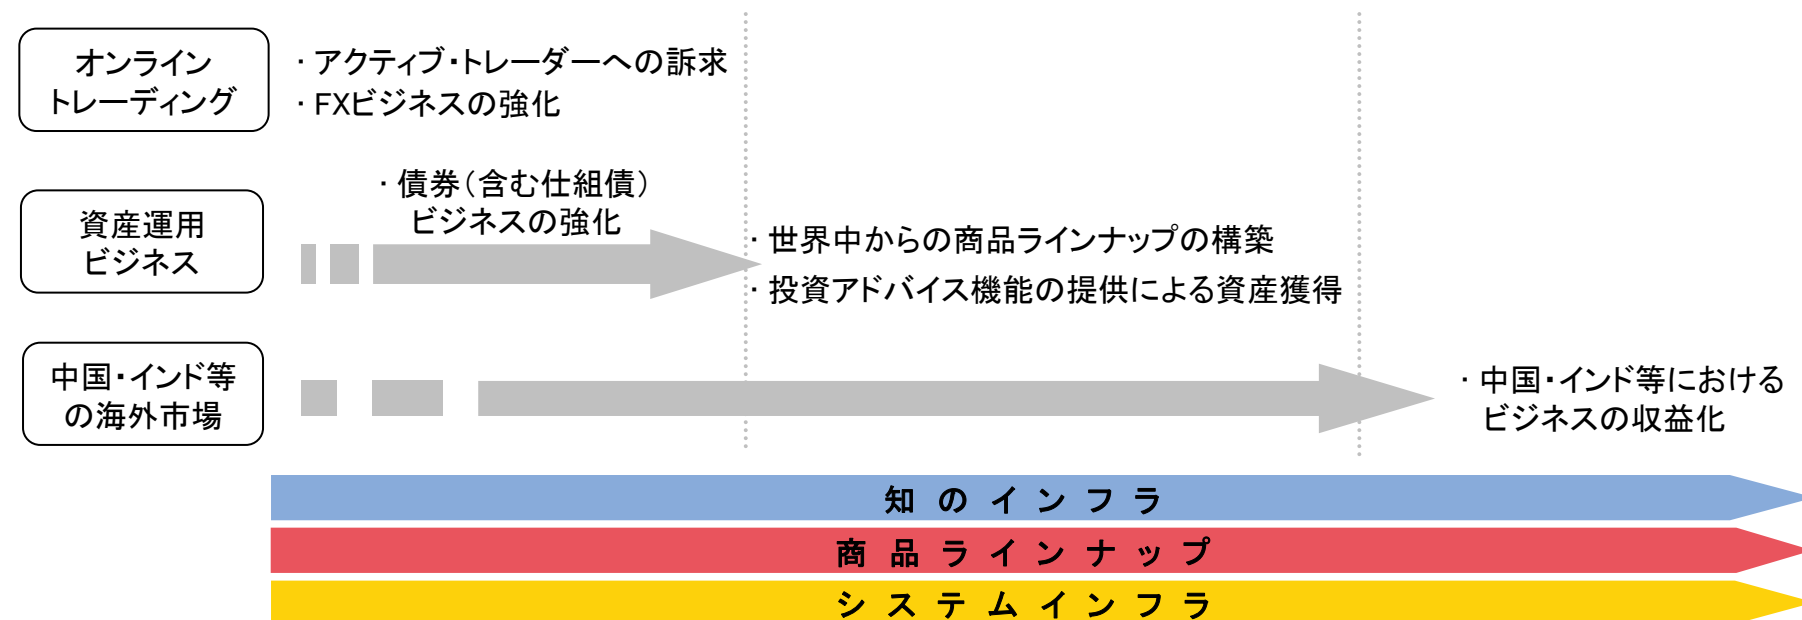 オンライン
トレーディング
・アクティブ・トレーダーへの訴求
・FXビジネスの強化
資産運用
ビジネス
・債券（含む仕組債）
ビジネスの強化
・世界中からの商品ラインナップの構築
・投資アドバイス機能の提供による資産獲得
中国・インド等
の海外市場
・中国・インド等における
ビジネスの収益化
知のインフラ
商品ラインナップ
システムインフラ